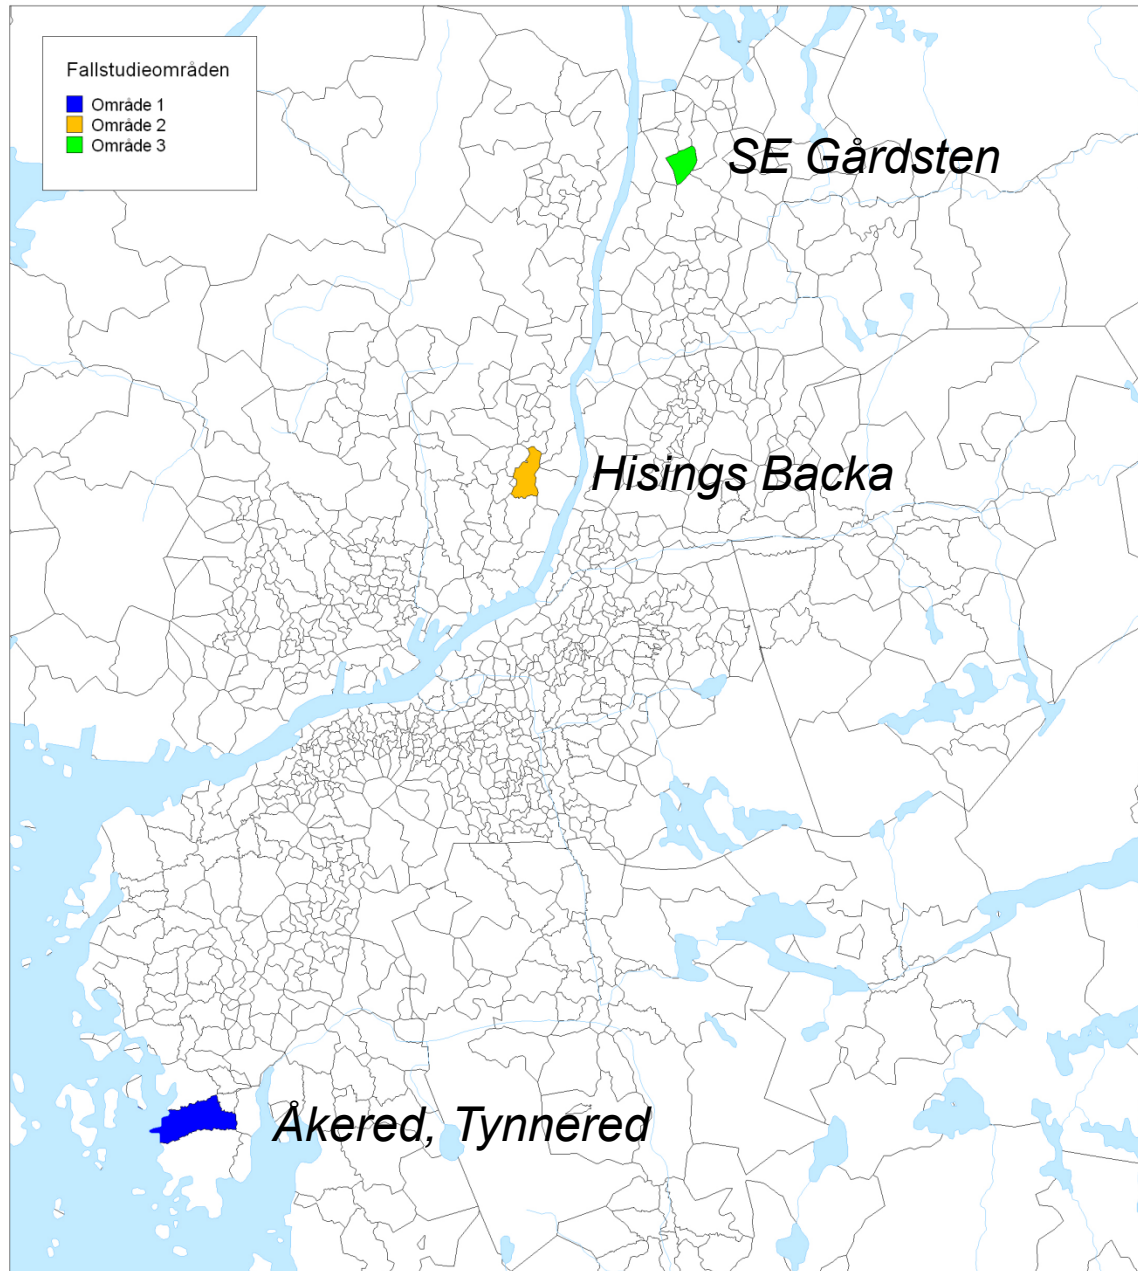 Fallstudieområden
Område 1
Område 2
Område 3
SE Gårdsten
Hisings Backa
Åkered, Tynnered